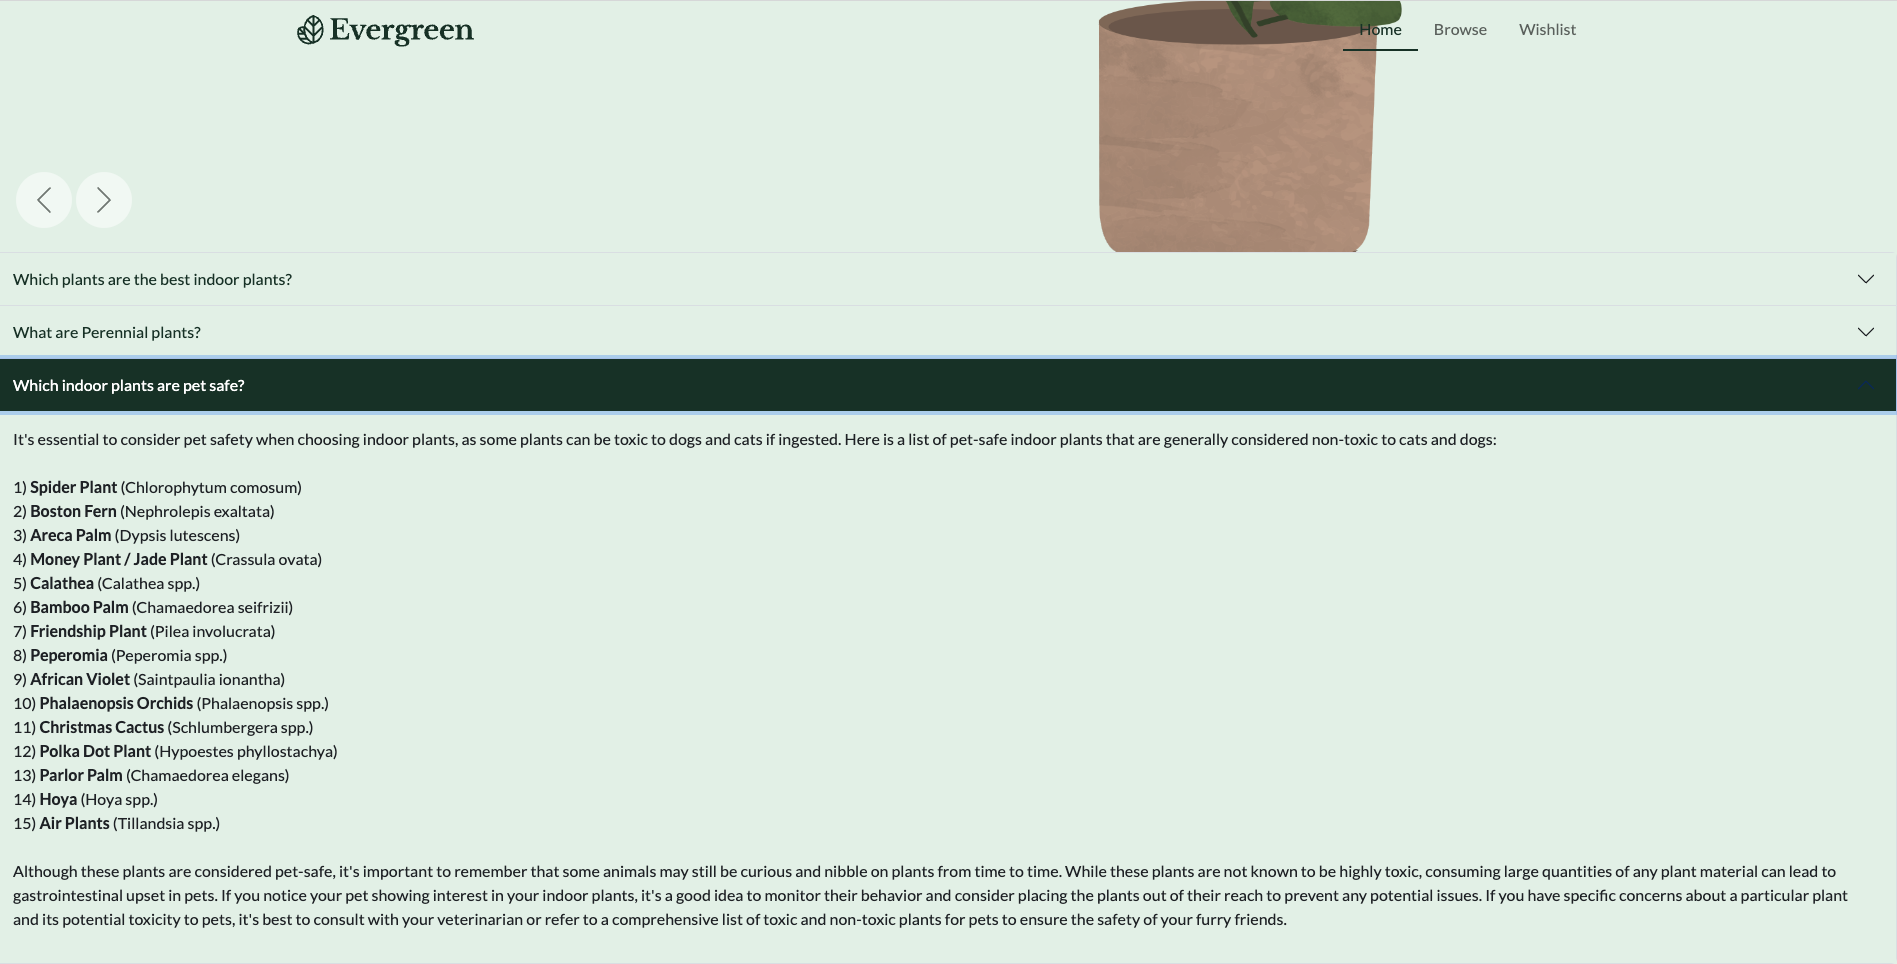 Evergreen
Home Browse Wishlist
Which plants are the best indoor plants?
What are Perennial plants?
Which indoor plants are pet safe?
It's essential to consider pet safety when choosing indoor plants, as some plants can be toxic to dogs and cats if ingested. Here is a list of pet-safe indoor plants that are generally considered non-toxic to cats and dogs:
1) Spider Plant (Chlorophytum comosum)
2) Boston Fern (Nephrolepis exaltata)
3) Areca Palm (Dypsis lutescens)
4) Money Plant / Jade Plant (Crassula ovata)
5) Calathea (Calathea spp.)
6) Bamboo Palm (Chamaedorea seifrizii)
7) Friendship Plant (Pilea involucrata)
8) Peperomia (Peperomia spp.)
9) African Violet (Saintpaulia ionantha)
10) Phalaenopsis Orchids (Phalaenopsis spp.)
11) Christmas Cactus (Schlumbergera spp.)
12) Polka Dot Plant (Hypoestes phyllostachya)
13) Parlor Palm (Chamaedorea elegans)
14) Hoya (Hoya spp.)
15) Air Plants (Tillandsia spp.)
Although these plants are considered pet-safe, it's important to remember that some animals may still be curious and nibble on plants from time to time. While these plants are not known to be highly toxic, consuming large quantities of any plant material can lead to
gastrointestinal upset in pets. If you notice your pet showing interest in your indoor plants, it's a good idea to monitor their behavior and consider placing the plants out of their reach to prevent any potential issues. If you have specific concerns about a particular plant
and its potential toxicity to pets, it's best to consult with your veterinarian or refer to a comprehensive list of toxic and non-toxic plants for pets to ensure the safety of your furry friends.